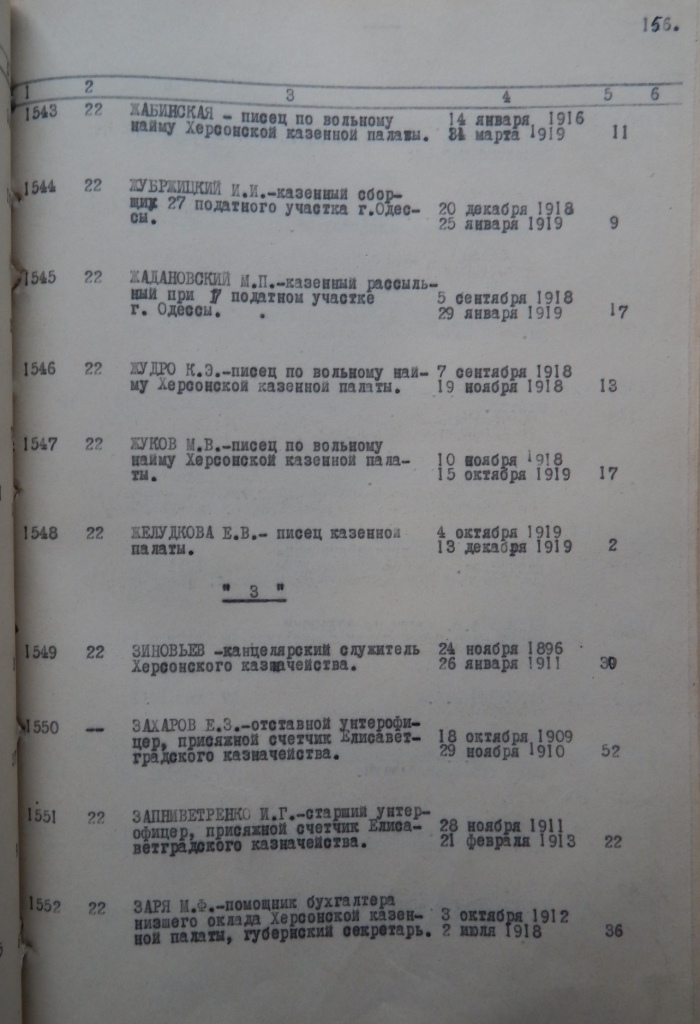 156.
1 2 3 4 5 6
1543 22 ЖАБИНСКАЯ - писец по вольному 14 января 1916
найму Херсонской казенной палаты. 31 марта 1919 11
1544 22 ЖУБРЖИЦКИЙ И.И.-казенный сбор-
щик 27 податного участка г.Одес- 20 декабря 1918
сы. 25 января 1919 9
1545 22 ЖАДАНОВСКИЙ М.П.-казенный рассыль-
ный при податном участке 5 сентября 1918
г. Одессы. 29 января 1919 17
1546 22 ЖУДРО К.Э.-писец по вольному най- 7 сентября 1918
му Херсонской казенной палаты. 19 ноября 1918 13
1547 22 ЖУКОВ М.В.-писец по вольному
найму Херсонской казенной пала- 10 ноября 1918
ты. 15 октября 1919 17
1548 22 ЖЕЛУДКОВА Е.В.- писец казенной 4 октября 1919
палаты. 13 декабря 1919 2
" З "
1549 22 ЗИНОВЬЕВ -канцелярский служитель 24 ноября 1896
Херсонского казначейства. 26 января 1911 30
1550 — ЗАХАРОВ Е.З.-отставной унтерофи-
цер, присяжной счетчик Елисавет- 18 октября 1909
градского казначейства. 29 ноября 1910 52
1551 22 ЗАПНИВЕТРЕНКО И.Г.-старший унтер-
офицер, присяжной счетчик Елиса- 28 ноября 1911
ветградского казначейства. 21 февраля 1913 22
1552 22 ЗАРЯ М.Ф.-помощник бухгалтера
низшего оклада Херсонской казен- 3 октября 1912
ной палаты, губернский секретарь. 2 июля 1918 36